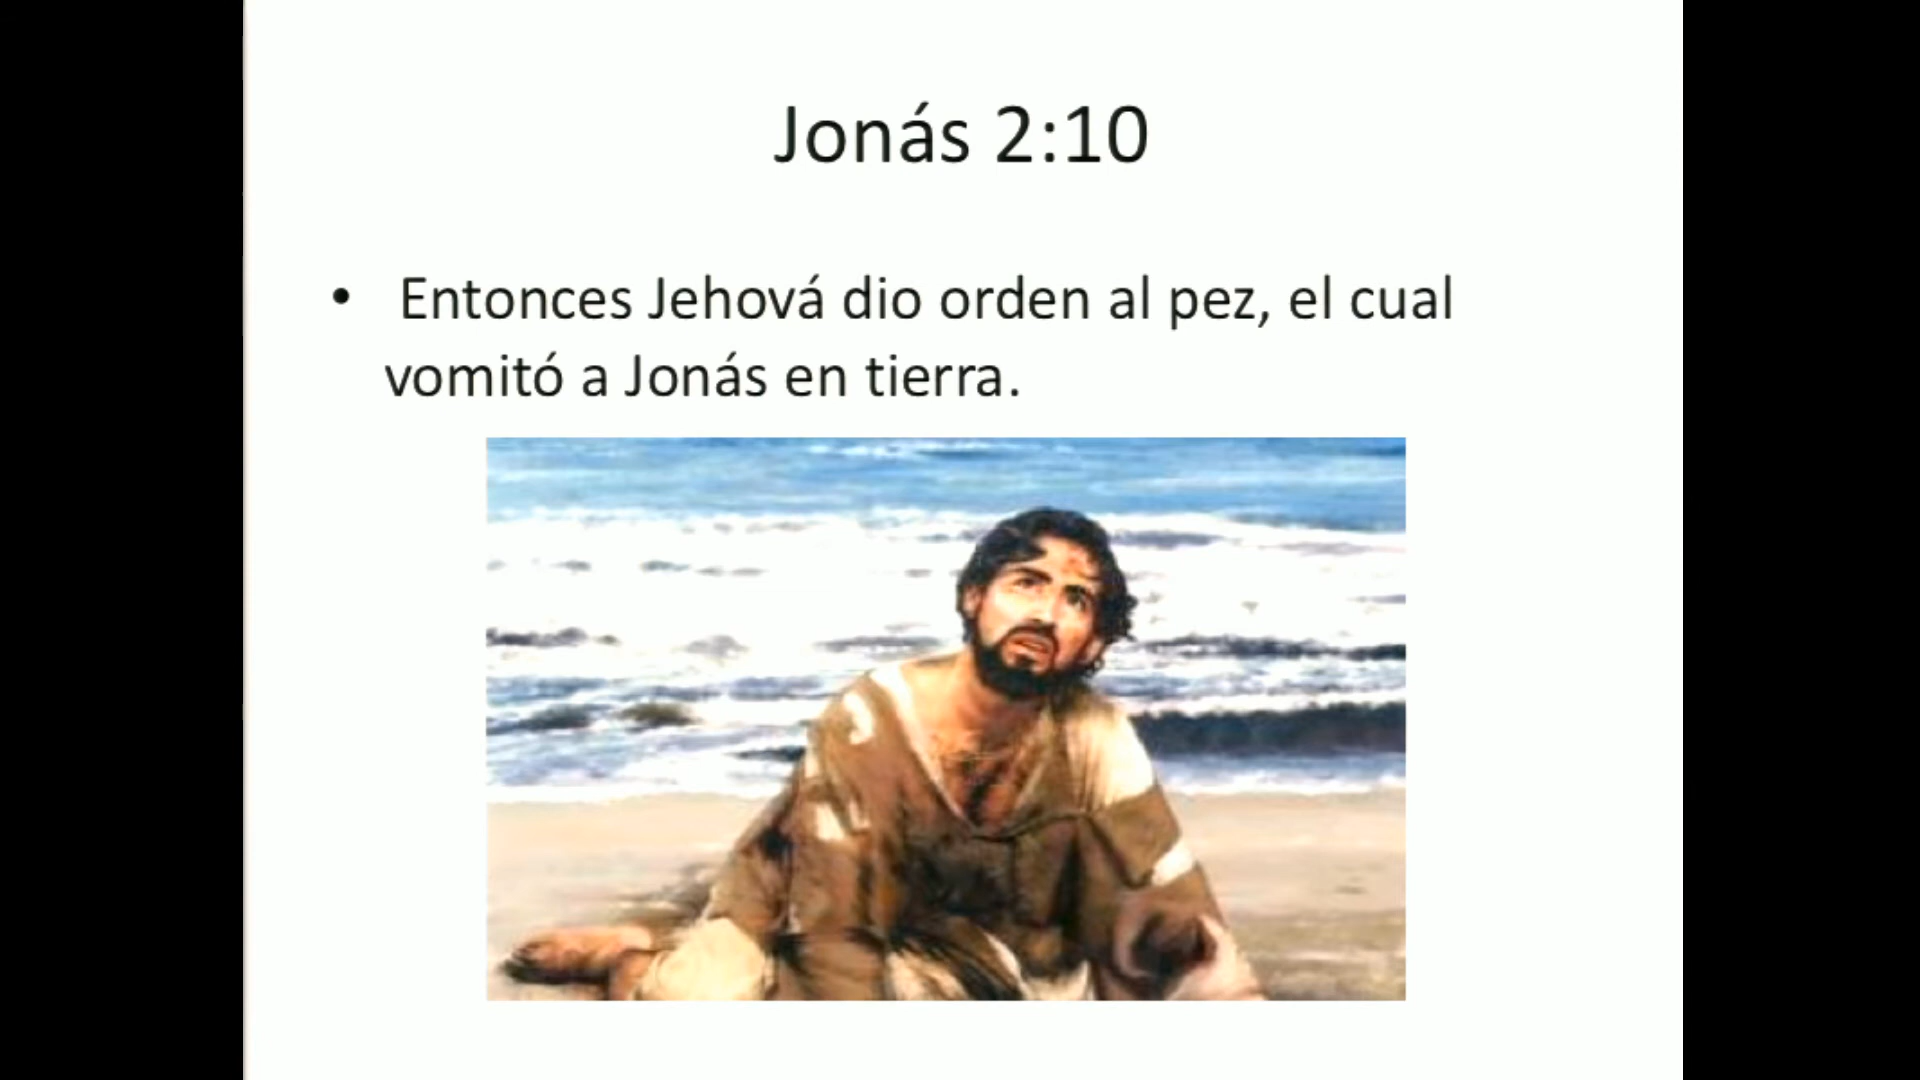 Jonás 2:10
• Entonces Jehová dio orden al pez, el cual
vomitó a Jonás en tierra.